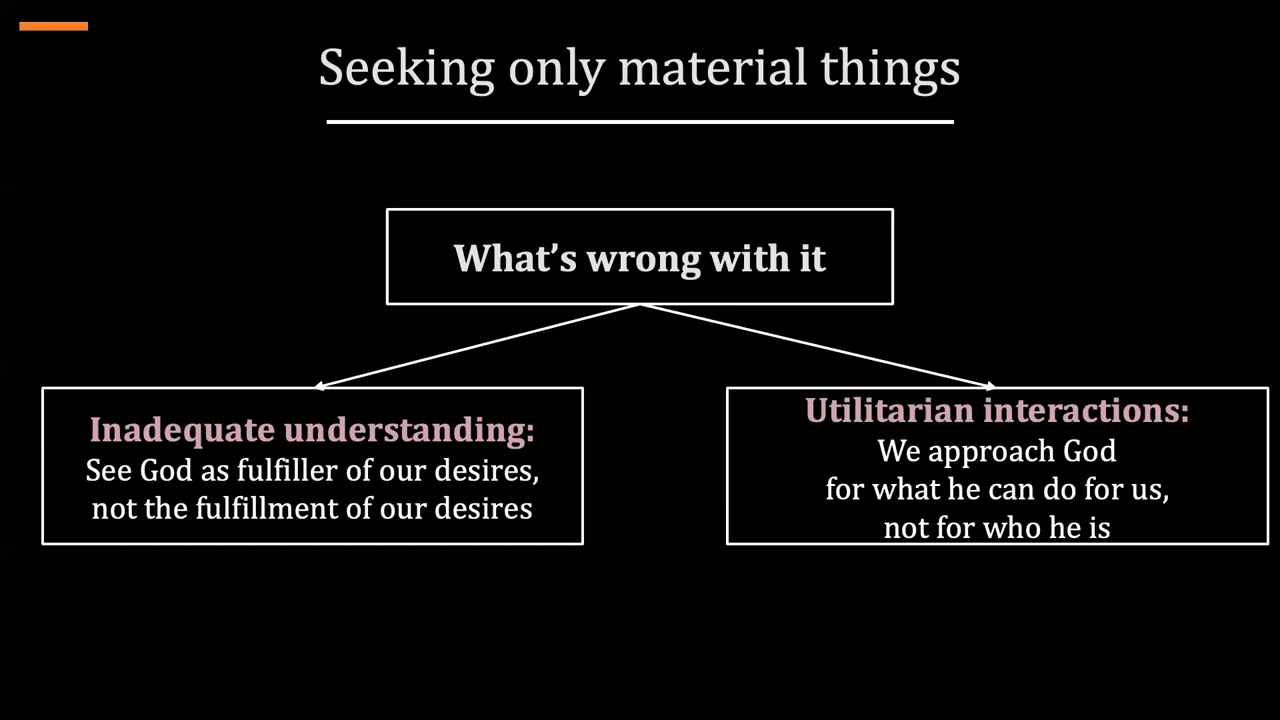 Seeking only material things
What’s wrong with it
Inadequate understanding:
See God as fulfiller of our desires,
not the fulfillment of our desires
Utilitarian interactions:
We approach God
for what he can do for us,
not for who he is